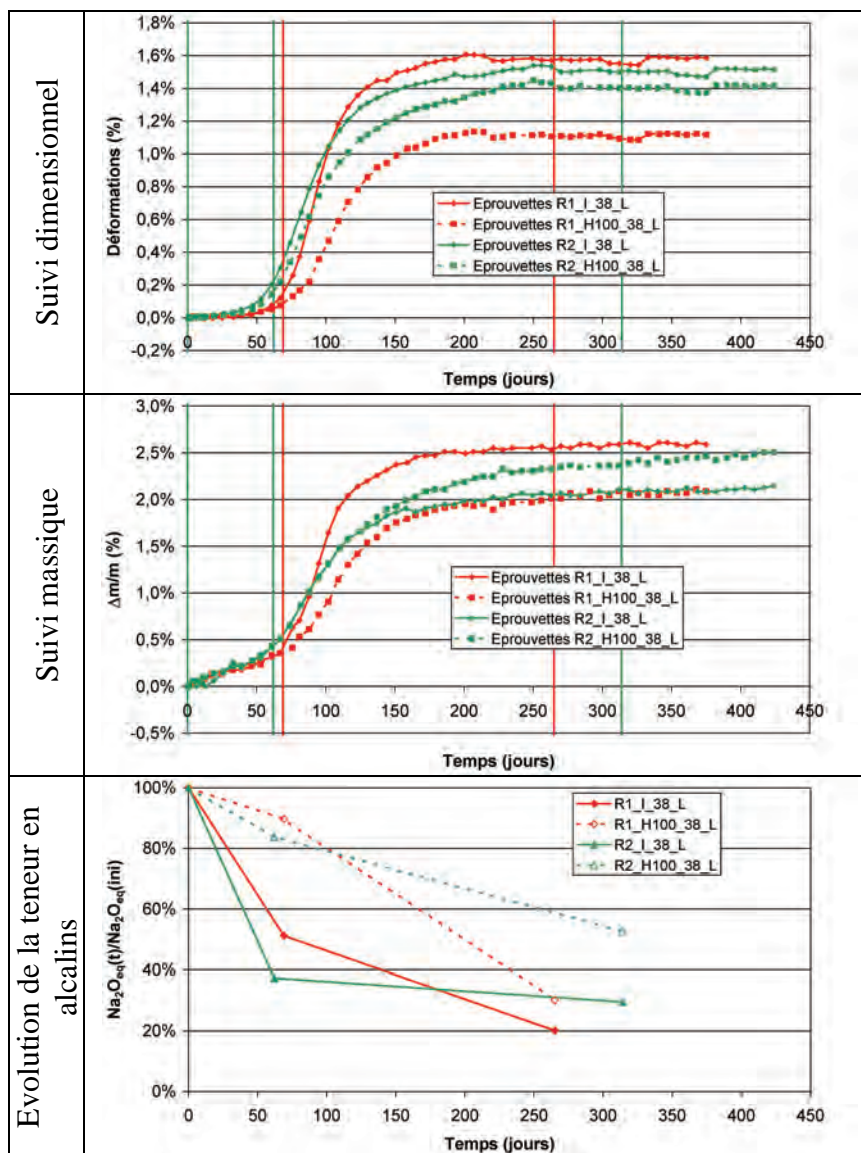 Suivi dimensionnel
Déformations (%)
1,8%
1,6%
1,4%
1,2%
1,0%
0,8%
0,6%
0,4%
0,2%
0,0%
-0,2%
0 50 100 150 200 250 300 350 400 450
Temps (jours)
Eprouvettes R1_I_38_L
Eprouvettes R1_H100_38_L
Eprouvettes R2_I_38_L
Eprouvettes R2_H100_38_L
Suivi massique
Δm/m (%)
3,0%
2,5%
2,0%
1,5%
1,0%
0,5%
0,0%
-0,5%
0 50 100 150 200 250 300 350 400 450
Temps (jours)
Eprouvettes R1_I_38_L
Eprouvettes R1_H100_38_L
Eprouvettes R2_I_38_L
Eprouvettes R2_H100_38_L
Evolution de la teneur en
alcalins
Na₂Oeq(t)/Na₂Oeq(ini)
100%
80%
60%
40%
20%
0%
0 50 100 150 200 250 300 350 400 450
Temps (jours)
R1_I_38_L
R1_H100_38_L
R2_I_38_L
R2_H100_38_L